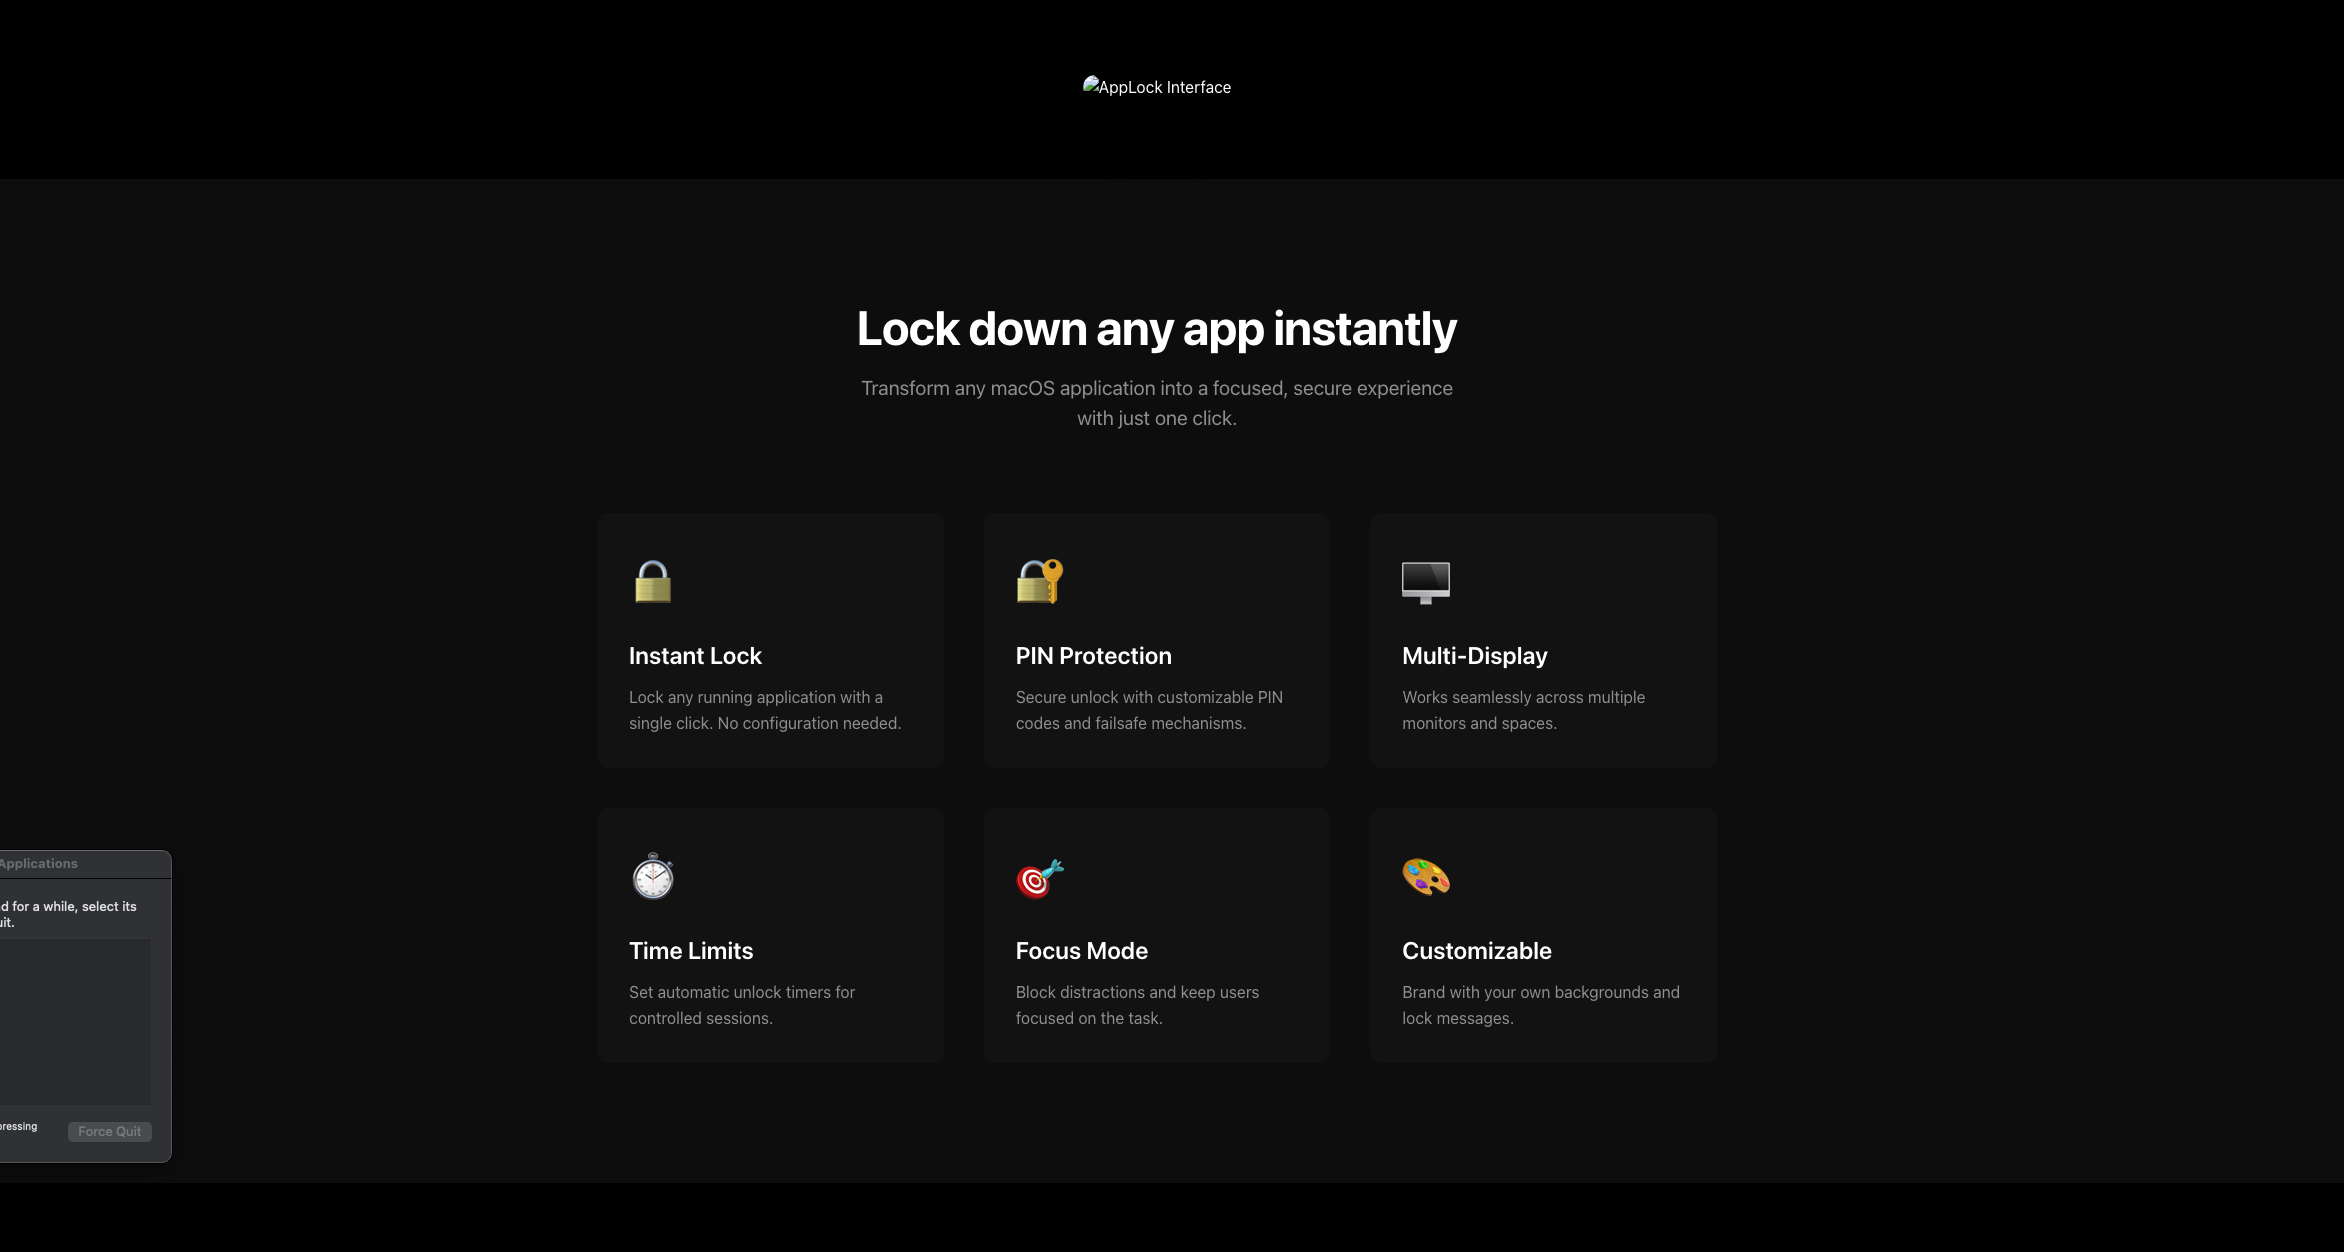 AppLock Interface
Lock down any app instantly
Transform any macOS application into a focused, secure experience
with just one click.
Instant Lock
Lock any running application with a
single click. No configuration needed.
PIN Protection
Secure unlock with customizable PIN
codes and failsafe mechanisms.
Multi-Display
Works seamlessly across multiple
monitors and spaces.
Time Limits
Set automatic unlock timers for
controlled sessions.
Focus Mode
Block distractions and keep users
focused on the task.
Customizable
Brand with your own backgrounds and
lock messages.
Applications
for a while, select its
Force Quit